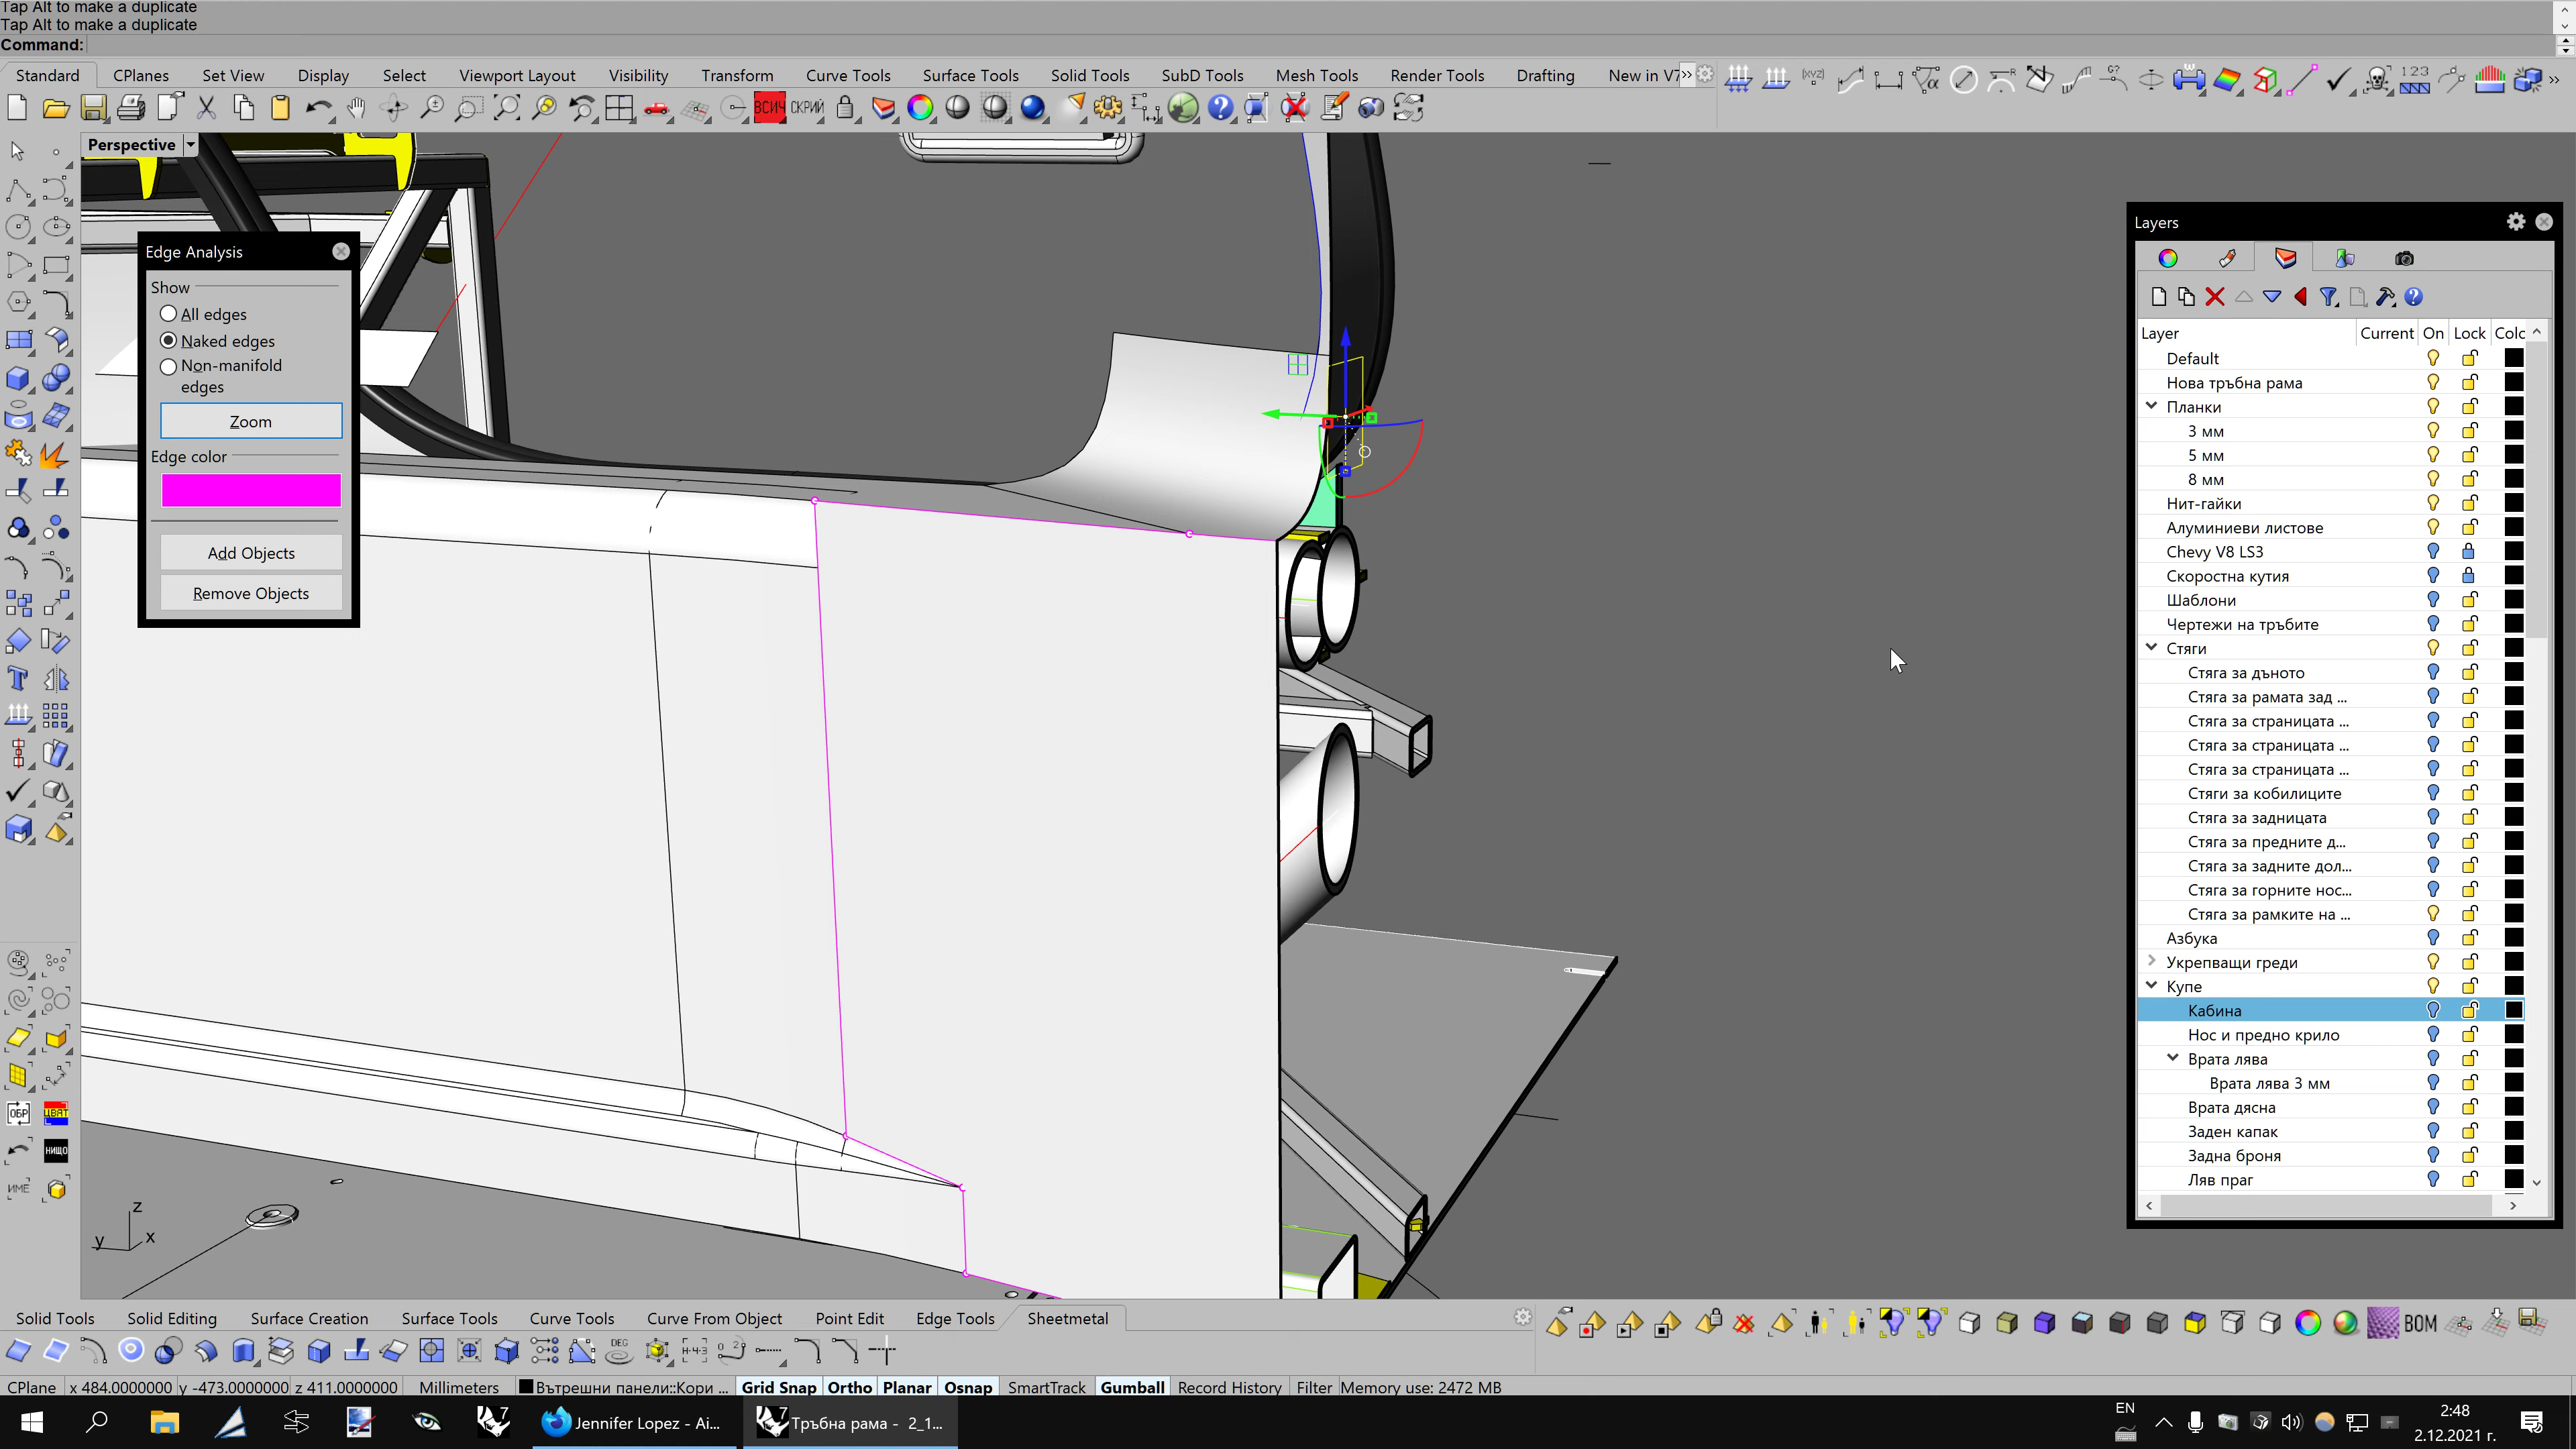 Tap Alt to make a duplicate
Tap Alt to make a duplicate
Command:
Standard CPlanes Set View Display Select Viewport Layout Visibility Transform Curve Tools Surface Tools Solid Tools SubD Tools Mesh Tools Render Tools Drafting New in V7
ВСИЧ СКРИЙ
Perspective
Edge Analysis
Show
All edges
Naked edges
Non-manifold
edges
Zoom
Edge color
Add Objects
Remove Objects
Layers
Layer Current On Lock Colc
Default
Нова тръбна рама
Планки
3 мм
5 мм
8 мм
Нит-гайки
Алуминиеви листове
Chevy V8 LS3
Скоростна кутия
Шаблони
Чертежи на тръбите
Стяги
Стяга за дъното
Стяга за рамата зад ...
Стяга за страницата ...
Стяга за страницата ...
Стяга за страницата ...
Стяги за кобилиците
Стяга за задницата
Стяга за предните д...
Стяга за задните дол...
Стяга за горните нос...
Стяга за рамките на ...
Азбука
Укрепващи греди
Купе
Кабина
Нос и предно крило
Врата лява
Врата лява 3 мм
Врата дясна
Заден капак
Задна броня
Ляв праг
ОБР ЦВЯТ
НИЩО
ИМЕ
z
y x
Solid Tools Solid Editing Surface Creation Surface Tools Curve Tools Curve From Object Point Edit Edge Tools Sheetmetal
DEG
BOM
CPlane x 484.0000000 y -473.0000000 z 411.0000000 Millimeters Вътрешни панели::Кори ... Grid Snap Ortho Planar Osnap SmartTrack Gumball Record History Filter Memory use: 2472 MB
Jennifer Lopez - Ai...
Тръбна рама - 2_1...
EN
2:48
2.12.2021 г.